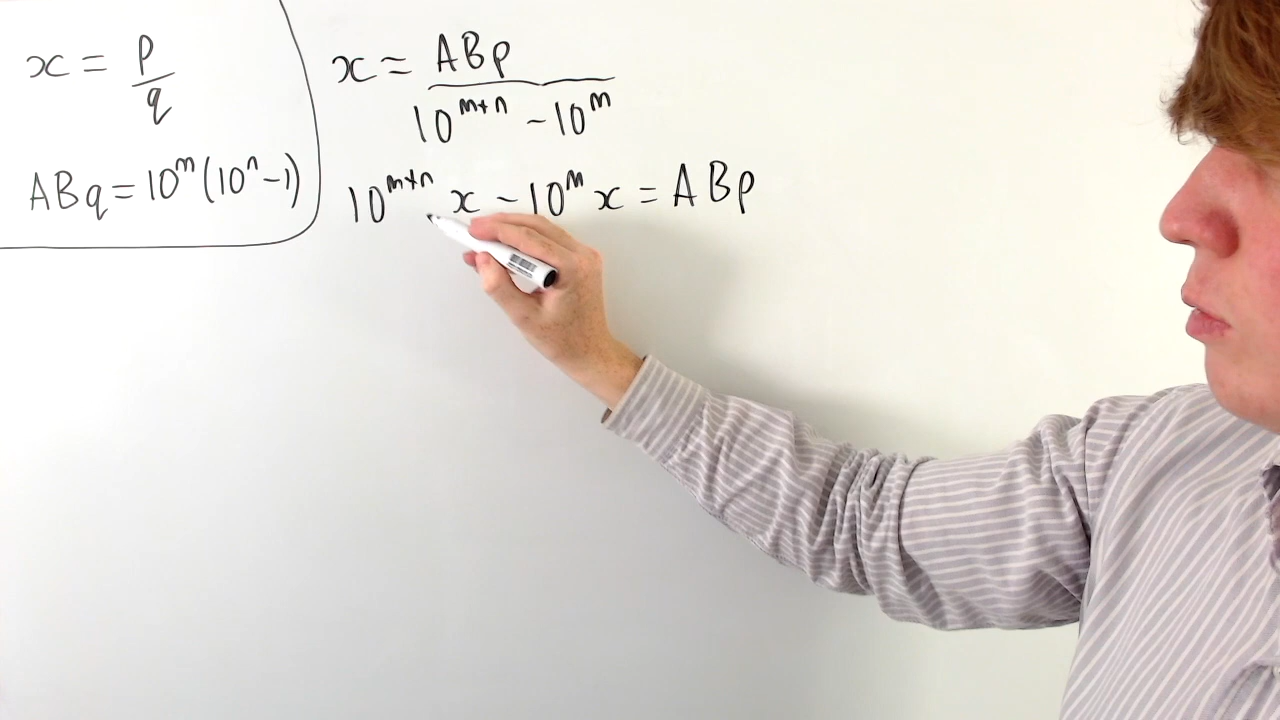 x = p/q
ABq = 10^m (10^n - 1)
x = ABp / 10^{m+n} - 10^m
10^{m+n} x - 10^m x = ABp